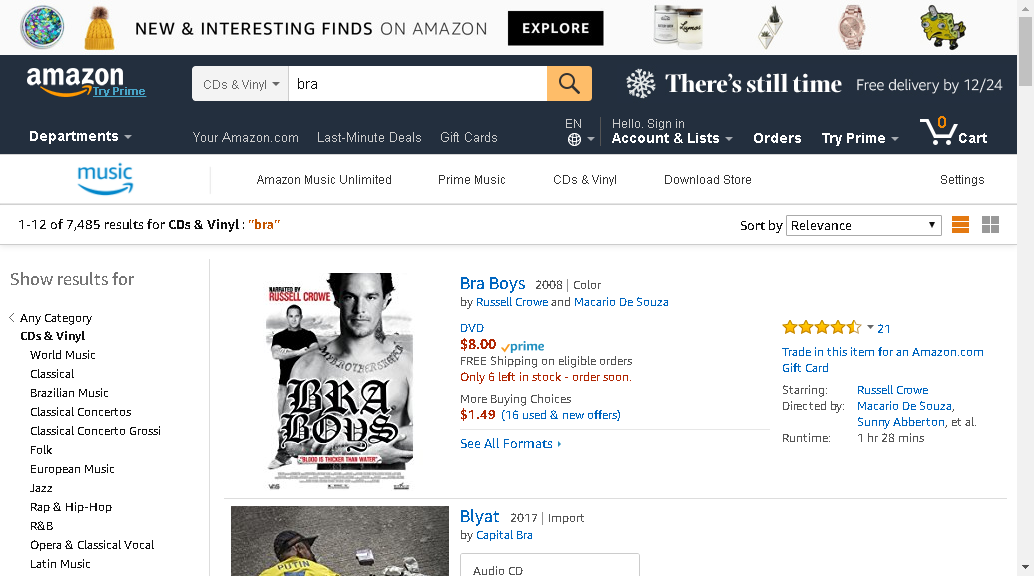 NEW & INTERESTING FINDS ON AMAZON EXPLORE
amazon
Try Prime
CDs & Vinyl bra
There's still time Free delivery by 12/24
Departments
Your Amazon.com Last-Minute Deals Gift Cards
EN
Hello. Sign in
Account & Lists Orders Try Prime 0 Cart
music
Amazon Music Unlimited Prime Music CDs & Vinyl Download Store Settings
1-12 of 7,485 results for CDs & Vinyl : "bra"
Sort by Relevance
Show results for
Any Category
CDs & Vinyl
World Music
Classical
Brazilian Music
Classical Concertos
Classical Concerto Grossi
Folk
European Music
Jazz
Rap & Hip-Hop
R&B
Opera & Classical Vocal
Latin Music
NARRATED BY
RUSSELL CROWE
BRA
BOYS
"BLOOD IS THICKER THAN WATER"
Bra Boys 2008 | Color
by Russell Crowe and Macario De Souza
DVD
$8.00 prime
FREE Shipping on eligible orders
Only 6 left in stock - order soon.
More Buying Choices
$1.49 (16 used & new offers)
See All Formats
21
Trade in this item for an Amazon.com
Gift Card
Starring: Russell Crowe
Directed by: Macario De Souza,
Sunny Abberton, et al.
Runtime: 1 hr 28 mins
PUTIN
Blyat 2017 | Import
by Capital Bra
Audio CD